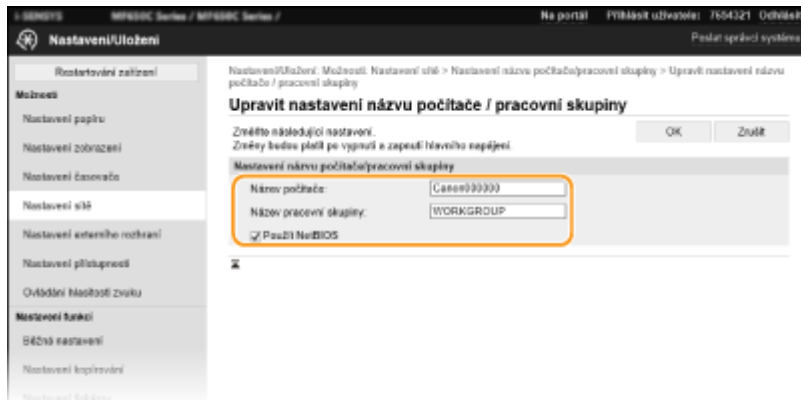 i-SENSYS MF650C Series / MF650C Series /
Na portál Přihlásit uživatele: 7654321 Odhlásit
Nastavení/Uložení
Poslat správci systému
Restartování zařízení
Možnosti
Nastavení papíru
Nastavení zobrazení
Nastavení časovače
Nastavení sítě
Nastavení externího rozhraní
Nastavení přístupnosti
Ovládání hlasitosti zvuku
Nastavení funkcí
Běžná nastavení
Nastavení kopírování
Nastavení/Uložení: Možnosti: Nastavení sítě > Nastavení názvu počítače/pracovní skupiny > Upravit nastavení názvu
počítače / pracovní skupiny
Upravit nastavení názvu počítače / pracovní skupiny
Změňte následující nastavení.
Změny budou platit po vypnutí a zapnutí hlavního napájení.
OK Zrušit
Nastavení názvu počítače/pracovní skupiny
Název počítače: Canon000000
Název pracovní skupiny: WORKGROUP
Použít NetBIOS